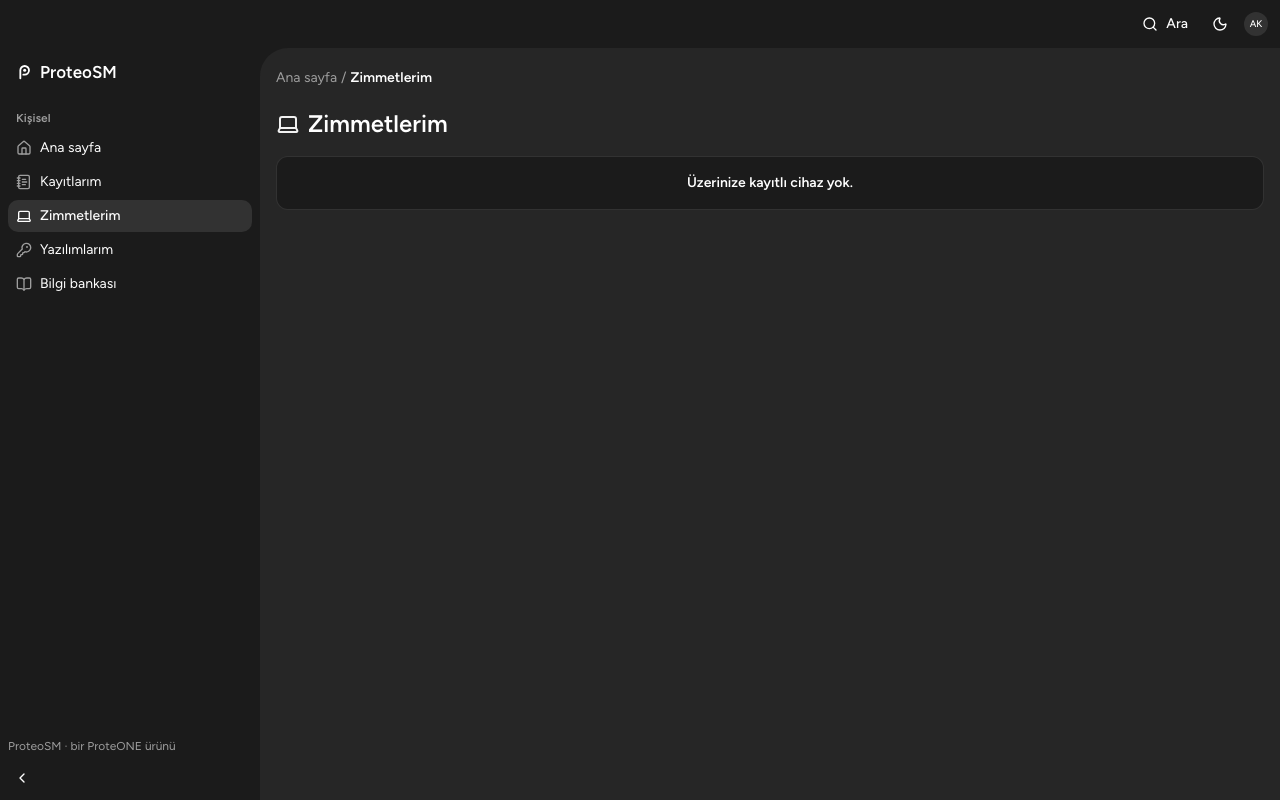 Ara
AK
ProteoSM
Kişisel
Ana sayfa
Kayıtlarım
Zimmetlerim
Yazılımlarım
Bilgi bankası
Ana sayfa / Zimmetlerim
Zimmetlerim
Üzerinize kayıtlı cihaz yok.
ProteoSM · bir ProteONE ürünü